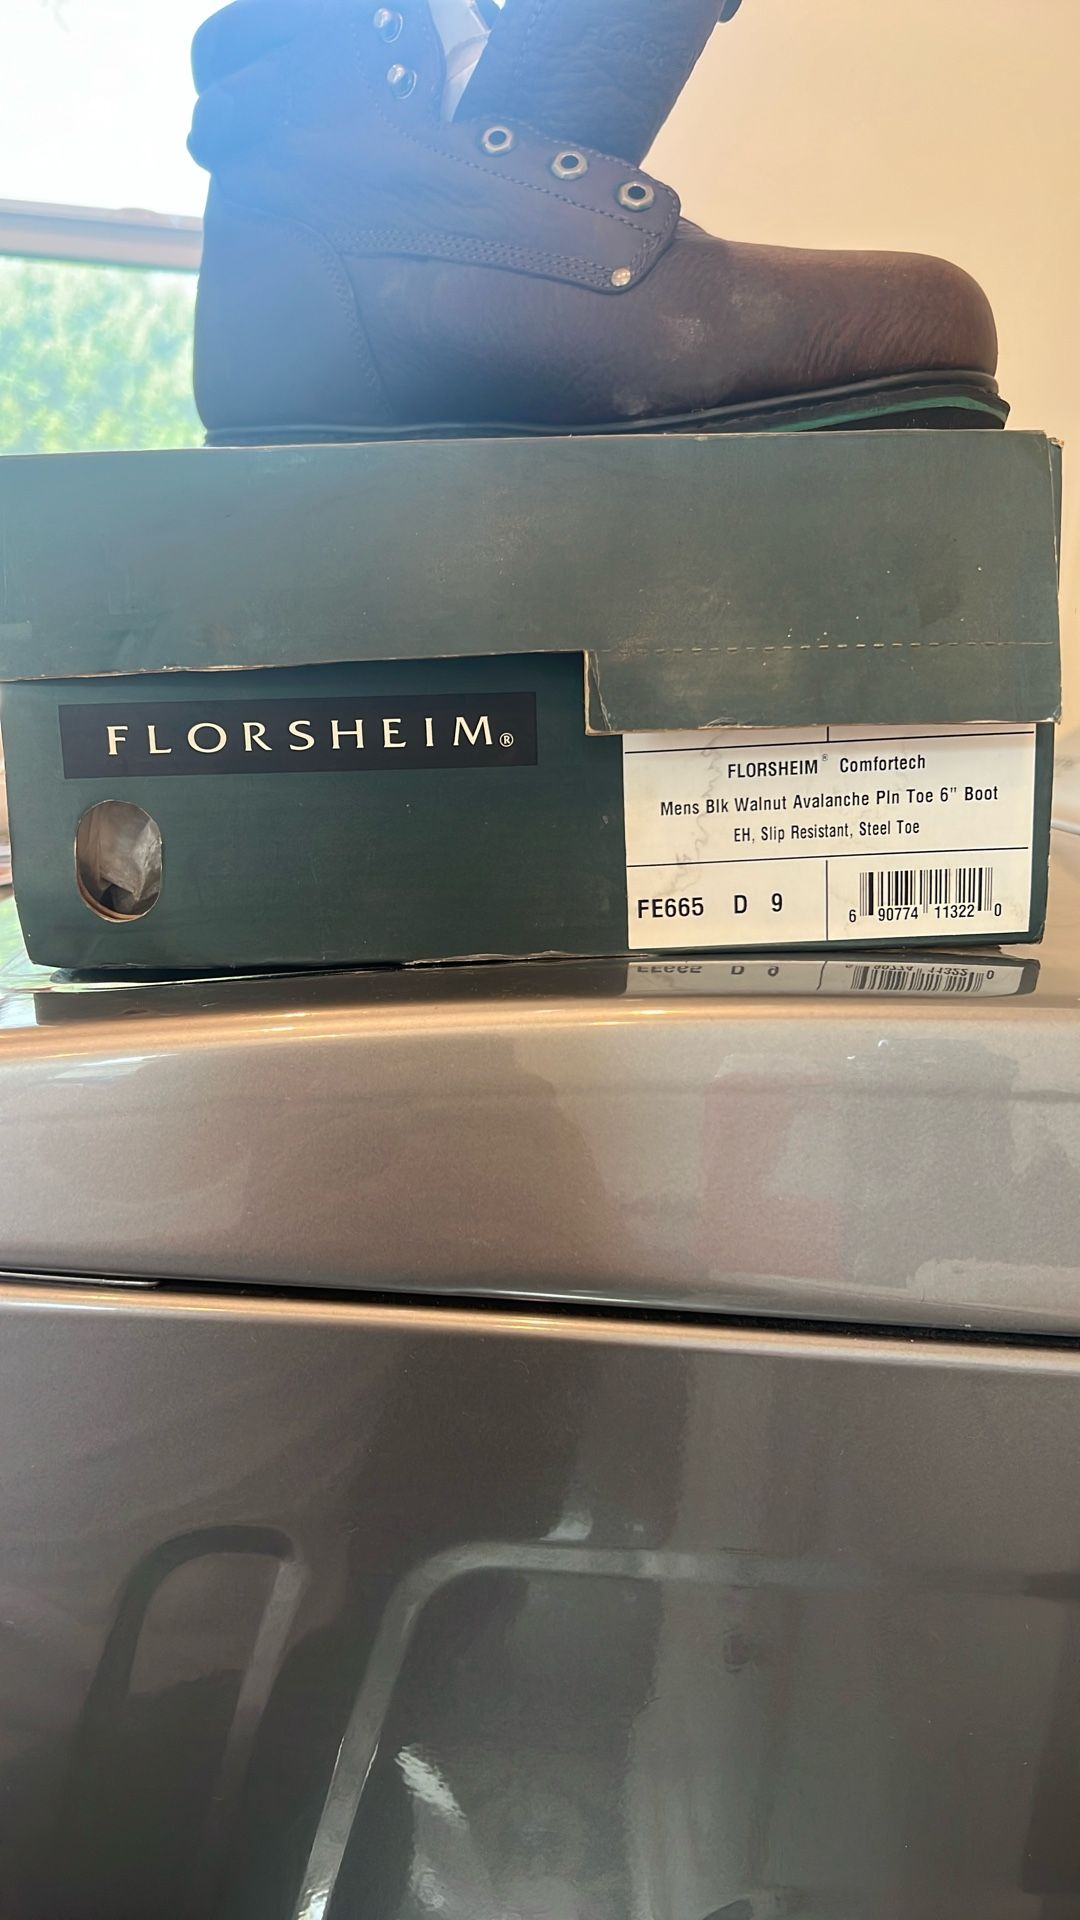 FLORSHEIM®
FLORSHEIM® Comfortech
Mens Blk Walnut Avalanche Pln Toe 6" Boot
EH, Slip Resistant, Steel Toe
FE665 D 9
6 90774 11322 0